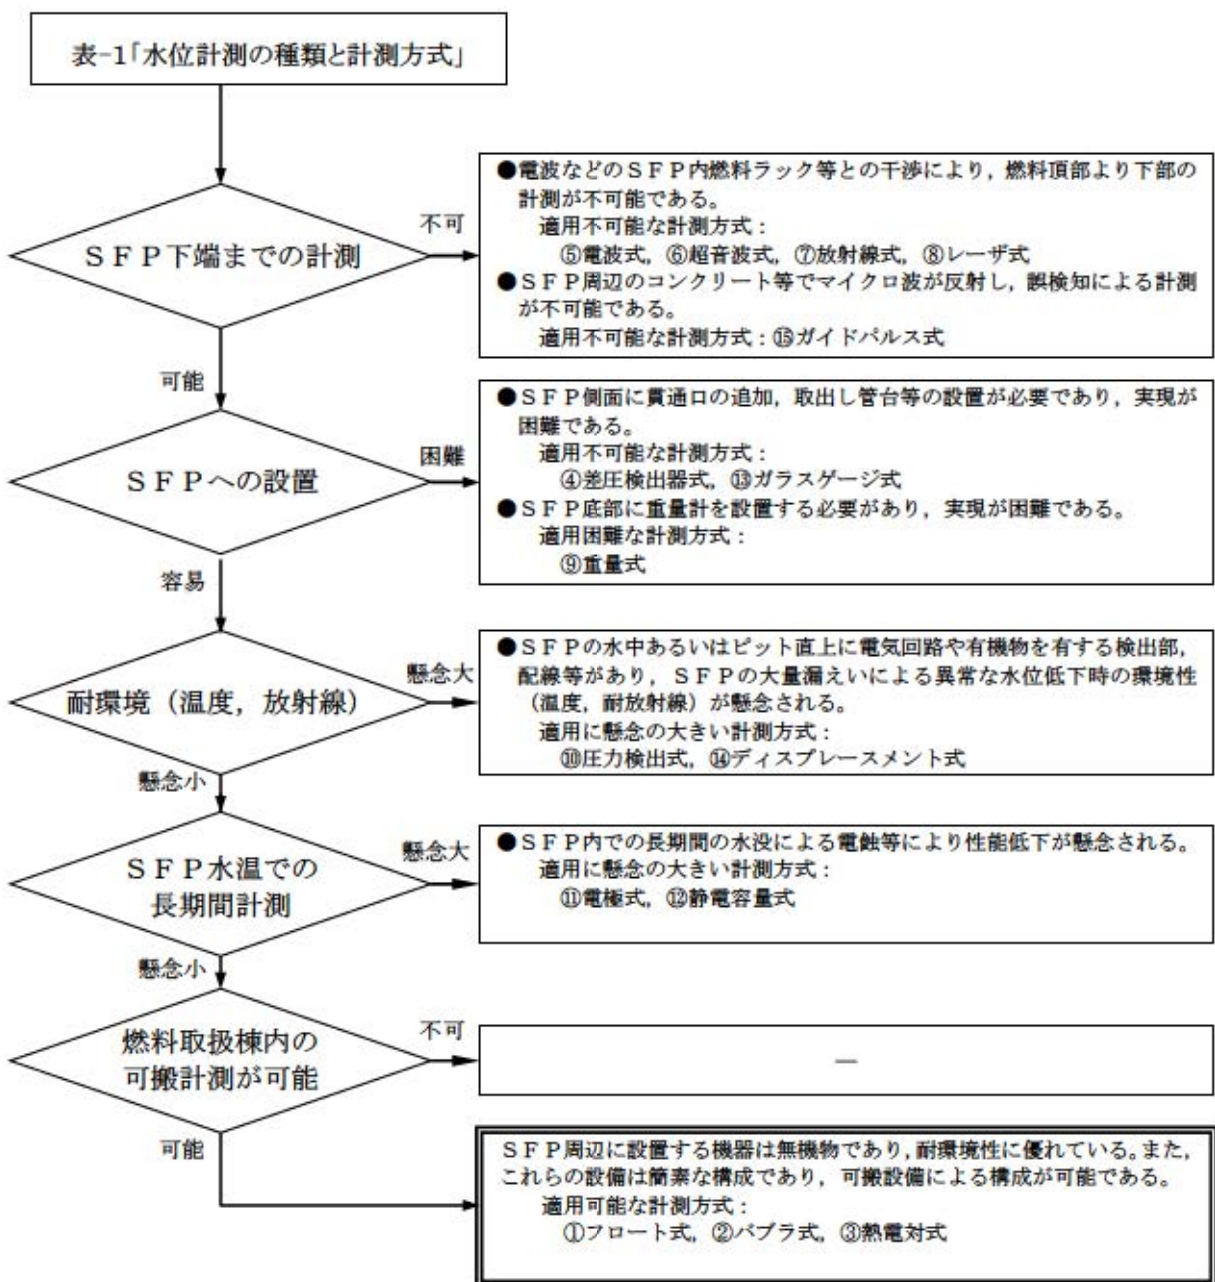 表-1「水位計測の種類と計測方式」
SFP下端までの計測
不可
●電波などのSFP内燃料ラック等との干渉により，燃料頂部より下部の
計測が不可能である。
適用不可能な計測方式：
⑤電波式，⑥超音波式，⑦放射線式，⑧レーザ式
●SFP周辺のコンクリート等でマイクロ波が反射し，誤検知による計測
が不可能である。
適用不可能な計測方式：⑮ガイドパルス式
可能
SFPへの設置
困難
●SFP側面に貫通口の追加，取出し管台等の設置が必要であり，実現が
困難である。
適用不可能な計測方式：
④差圧検出器式，⑬ガラスゲージ式
●SFP底部に重量計を設置する必要があり，実現が困難である。
適用困難な計測方式：
⑨重量式
容易
耐環境（温度，放射線）
懸念大
●SFPの水中あるいはピット直上に電気回路や有機物を有する検出部，
配線等があり，SFPの大量漏えいによる異常な水位低下時の環境性
（温度，耐放射線）が懸念される。
適用に懸念の大きい計測方式：
⑩圧力検出式，⑭ディスプレースメント式
懸念小
SFP水温での
長期間計測
懸念大
●SFP内での長期間の水没による電蝕等により性能低下が懸念される。
適用に懸念の大きい計測方式：
⑪電極式，⑫静電容量式
懸念小
燃料取扱棟内の
可搬計測が可能
不可
―
可能
SFP周辺に設置する機器は無機物であり，耐環境性に優れている。また，
これらの設備は簡素な構成であり，可搬設備による構成が可能である。
適用可能な計測方式：
①フロート式，②バブラ式，③熱電対式